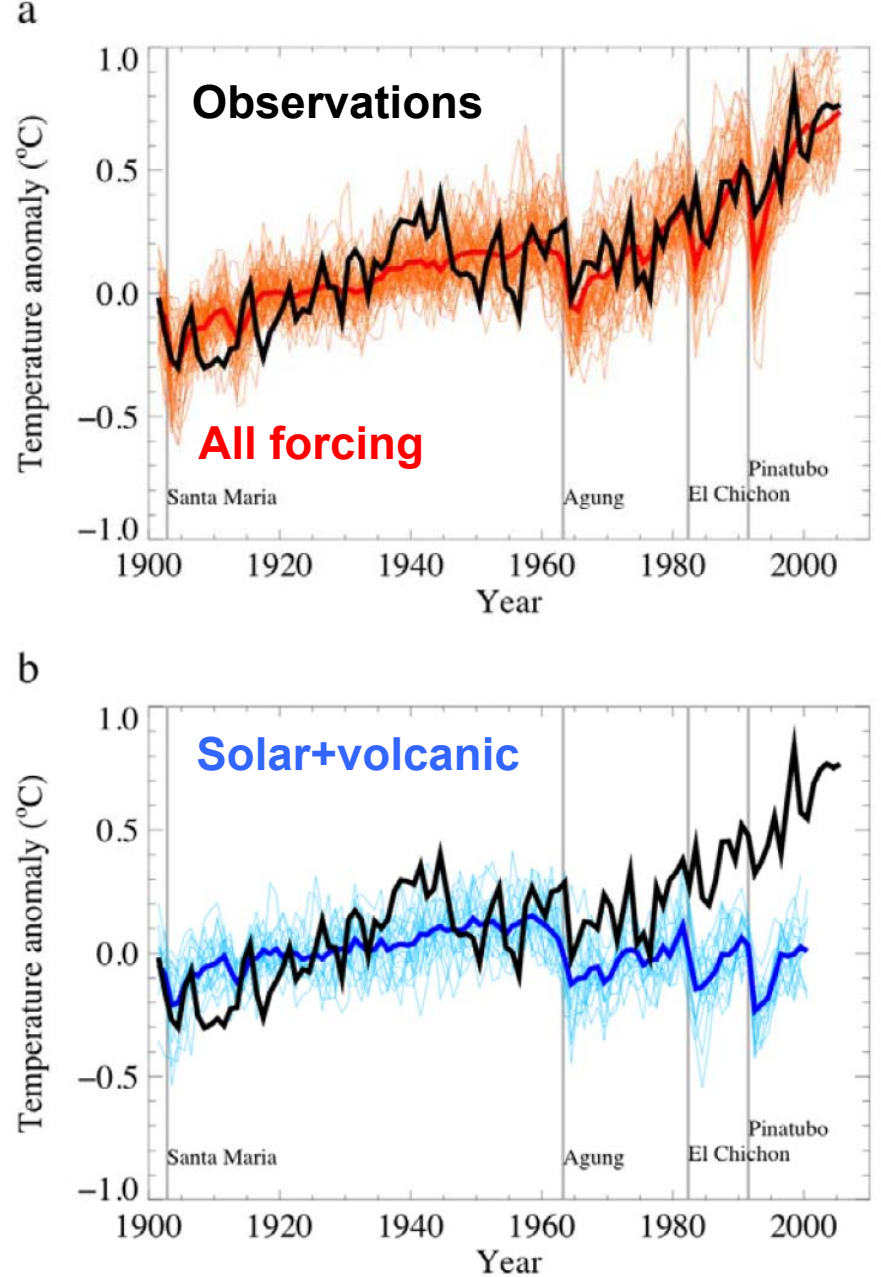 a
Temperature anomaly (°C)
1.0
0.5
0.0
−0.5
−1.0
Observations
All forcing
Santa Maria
Agung
El Chichon
Pinatubo
1900 1920 1940 1960 1980 2000
Year
b
Temperature anomaly (°C)
1.0
0.5
0.0
−0.5
−1.0
Solar+volcanic
Santa Maria
Agung
El Chichon
Pinatubo
1900 1920 1940 1960 1980 2000
Year